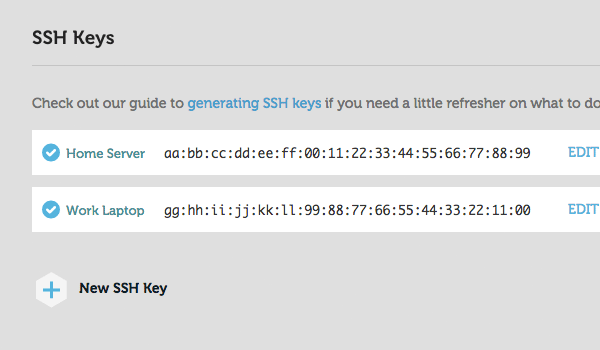 SSH Keys
Check out our guide to generating SSH keys if you need a little refresher on what to do
Home Server aa:bb:cc:dd:ee:ff:00:11:22:33:44:55:66:77:88:99 EDIT
Work Laptop gg:hh:ii:jj:kk:ll:99:88:77:66:55:44:33:22:11:00 EDIT
New SSH Key